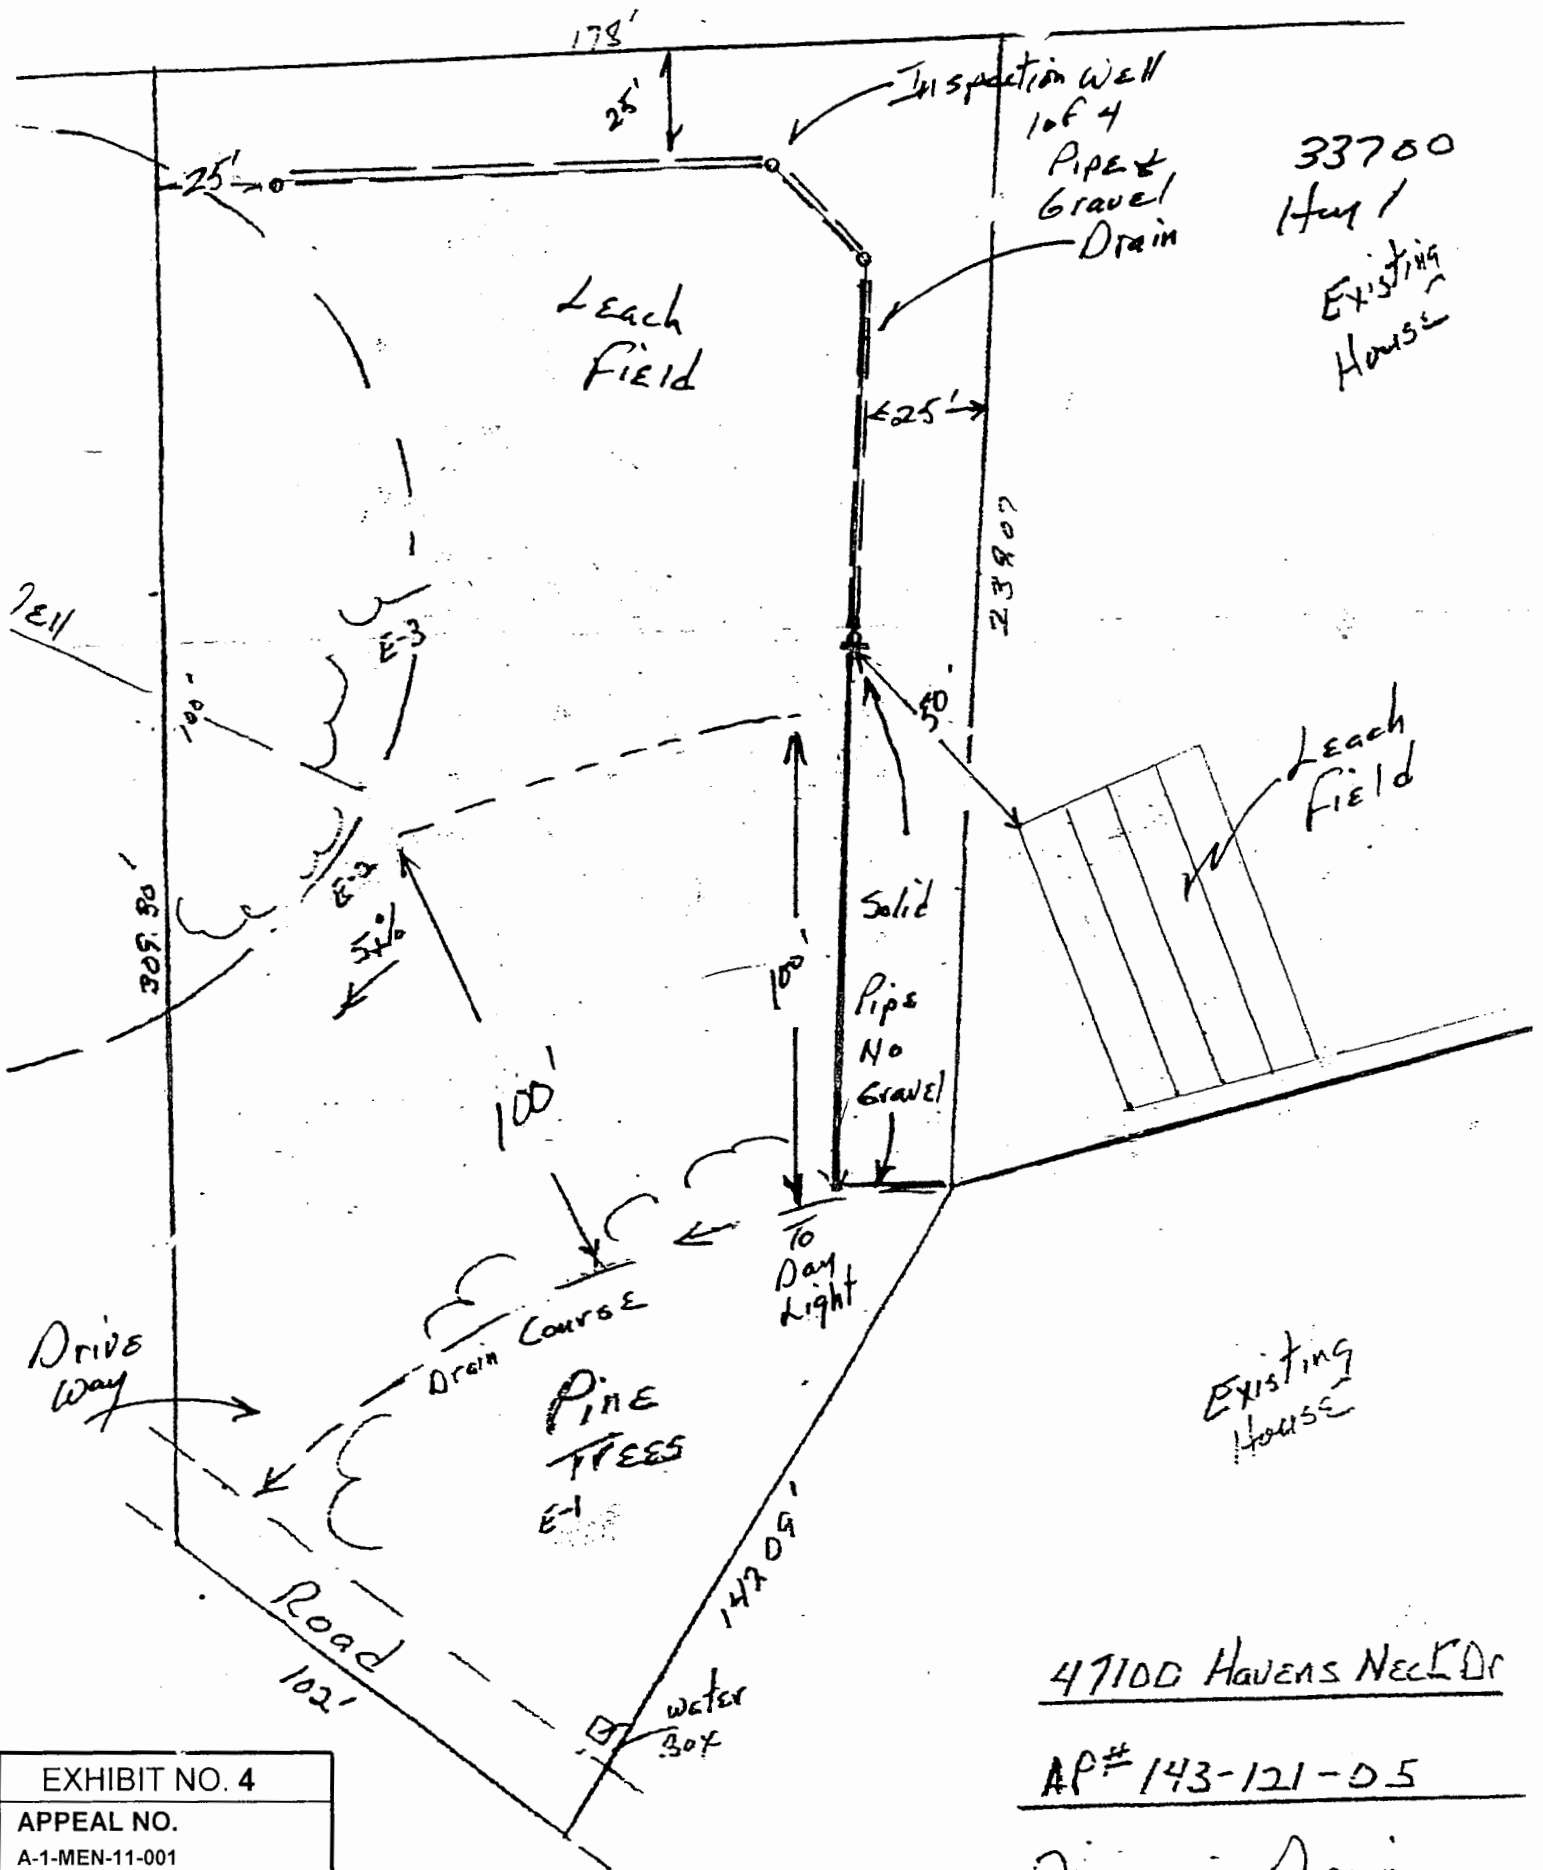 178'
25'
Inspection Well
1 of 4
Pipe &
Gravel
Drain
33700
Hwy 1
Existing
House
25'
Leach
Field
25'
E-3
100'
50'
Leach
Field
309.80'
E-2
5%
100'
100'
Solid
Pipe
No
Gravel
To
Day
Light
Drain Course
Drive
Way
Pine
Trees
E-1
Existing
House
Road
102'
142.09'
water
Box
47100 Havens Neck Dr
AP# 143-121-05
EXHIBIT NO. 4
APPEAL NO.
A-1-MEN-11-001